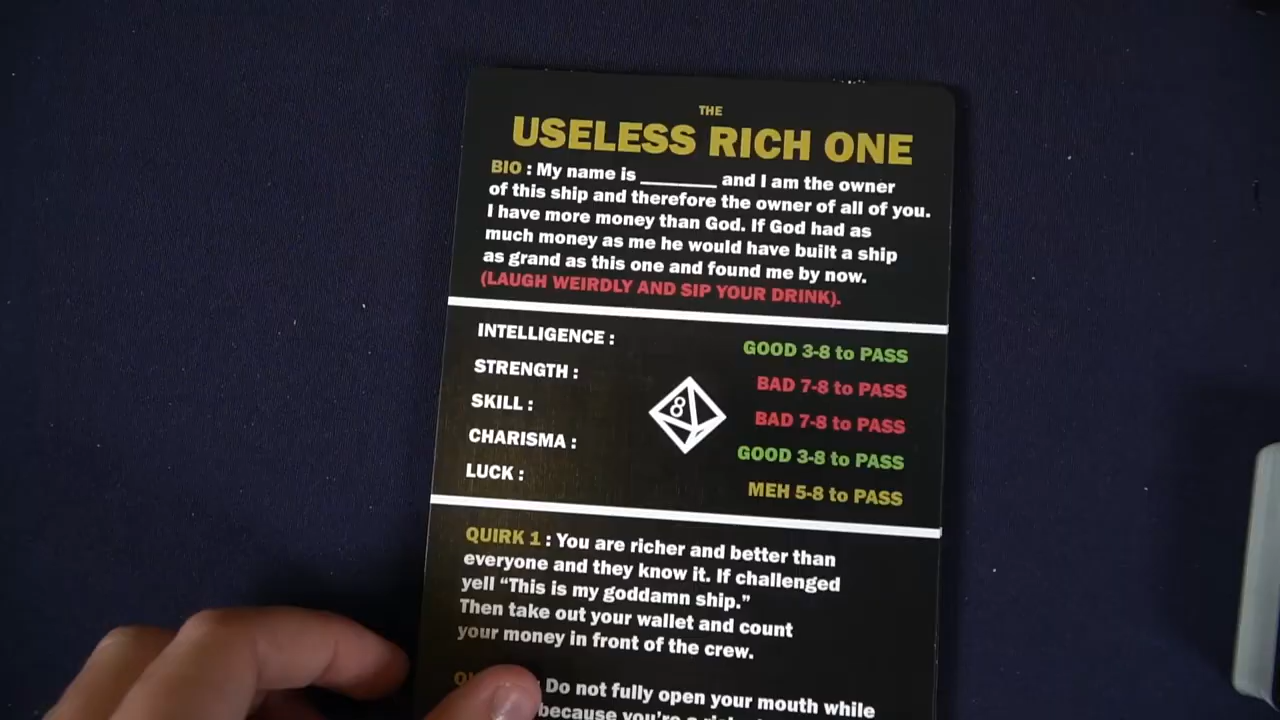 THE
USELESS RICH ONE
BIO : My name is ________ and I am the owner
of this ship and therefore the owner of all of you.
I have more money than God. If God had as
much money as me he would have built a ship
as grand as this one and found me by now.
(LAUGH WEIRDLY AND SIP YOUR DRINK).
INTELLIGENCE : GOOD 3-8 to PASS
STRENGTH : BAD 7-8 to PASS
SKILL : BAD 7-8 to PASS
8
CHARISMA : GOOD 3-8 to PASS
LUCK : MEH 5-8 to PASS
QUIRK 1 : You are richer and better than
everyone and they know it. If challenged
yell “This is my goddamn ship.”
Then take out your wallet and count
your money in front of the crew.
Do not fully open your mouth while
because you're a